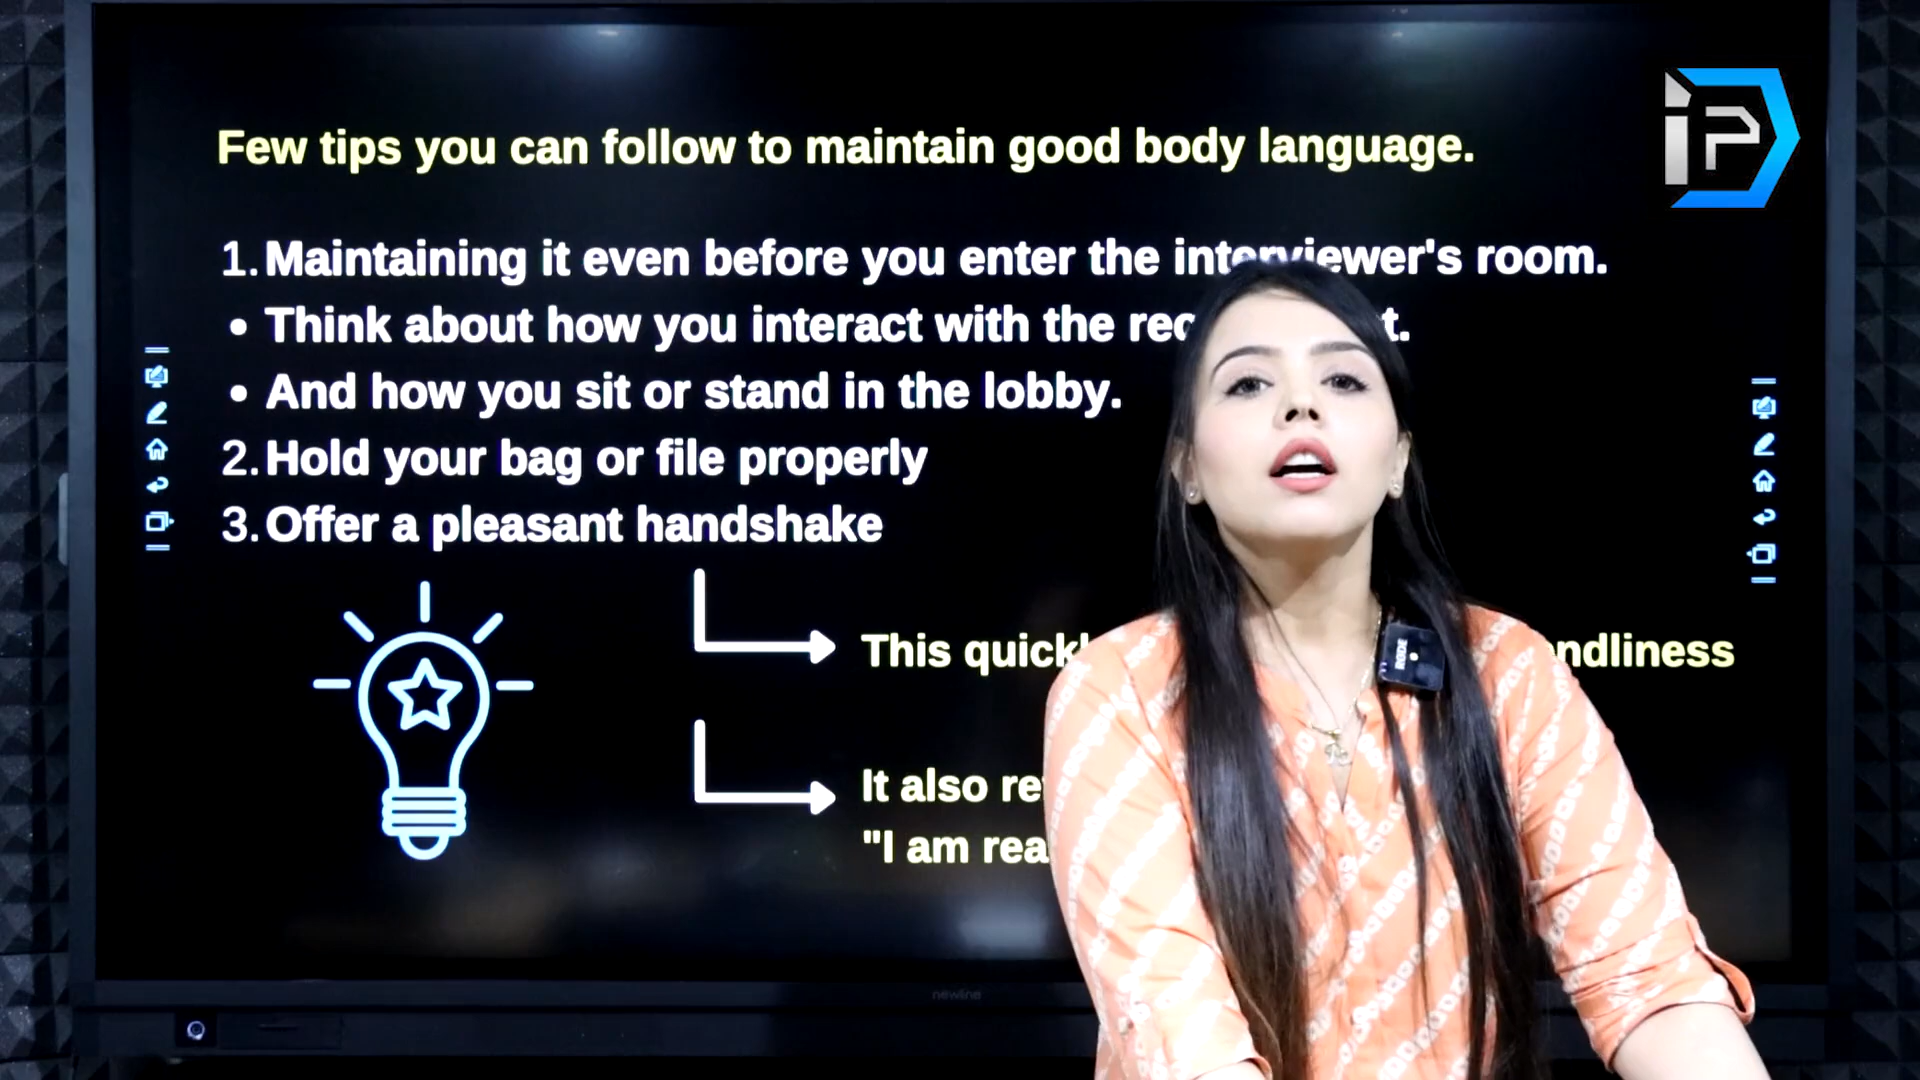 Few tips you can follow to maintain good body language.
1. Maintaining it even before you enter the interviewer's room.
• Think about how you interact with the
• And how you sit or stand in the lobby.
2. Hold your bag or file properly
3. Offer a pleasant handshake
This
It also
"I am
RODE
newline